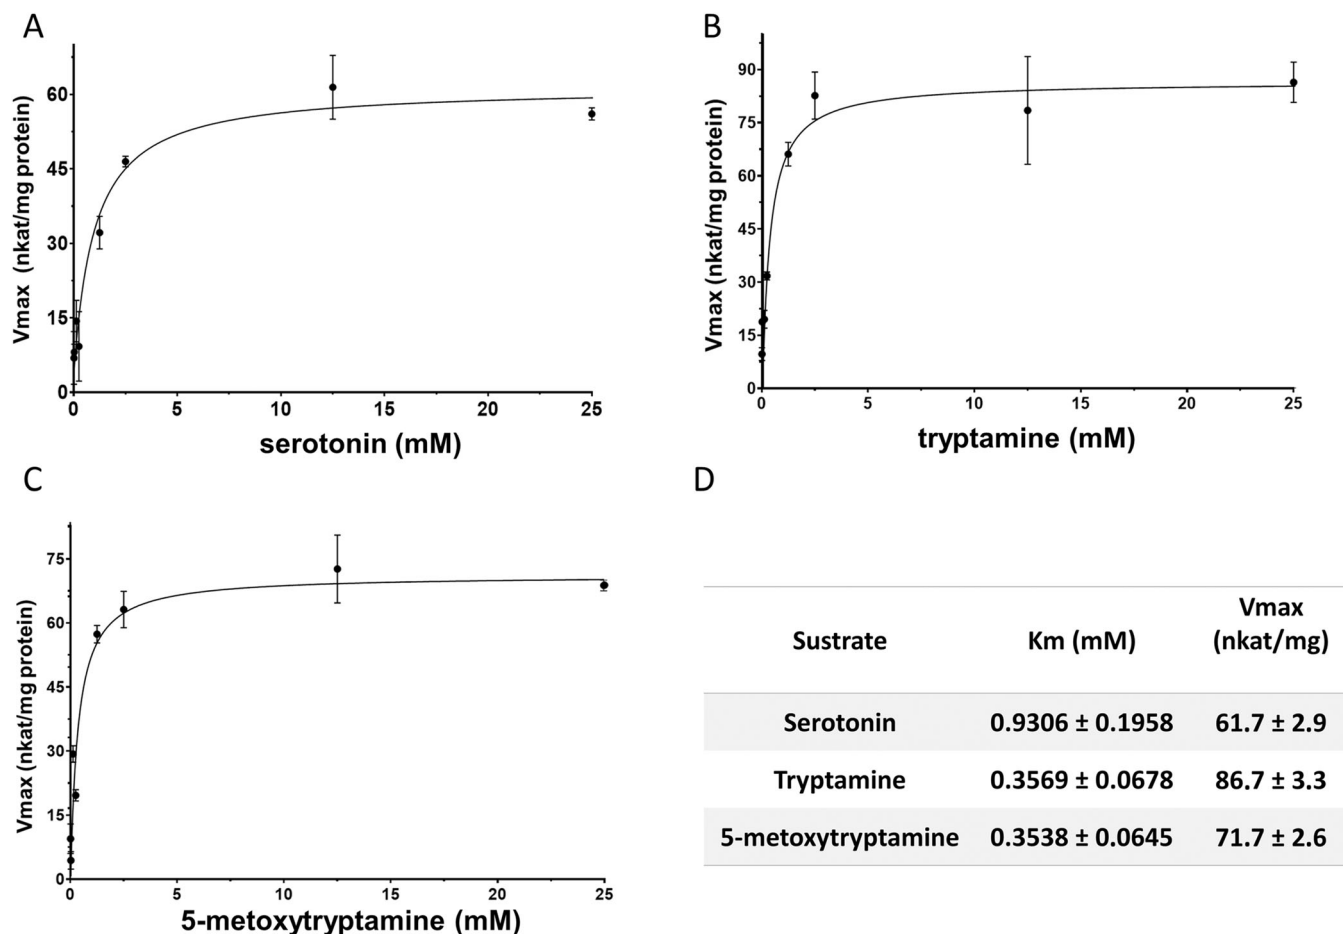 A
Vmax (nkat/mg protein)
60
45
30
15
0
0 5 10 15 20 25
serotonin (mM)
B
Vmax (nkat/mg protein)
90
75
60
45
30
15
0
0 5 10 15 20 25
tryptamine (mM)
C
Vmax (nkat/mg protein)
75
60
45
30
15
0
0 5 10 15 20 25
5-metoxytryptamine (mM)
D
Sustrate Km (mM) Vmax
(nkat/mg)
Serotonin 0.9306 ± 0.1958 61.7 ± 2.9
Tryptamine 0.3569 ± 0.0678 86.7 ± 3.3
5-metoxytryptamine 0.3538 ± 0.0645 71.7 ± 2.6